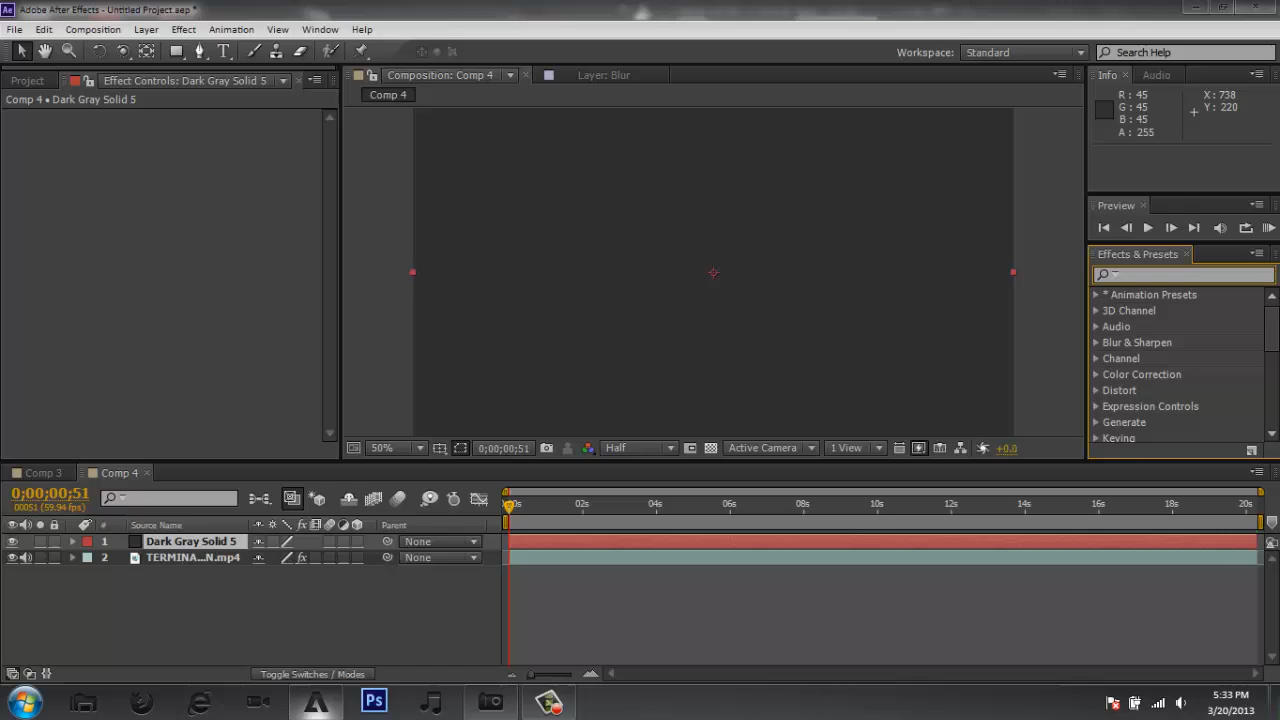 Ae Adobe After Effects - Untitled Project.aep *
File Edit Composition Layer Effect Animation View Window Help
T Workspace: Standard Search Help
Project Effect Controls: Dark Gray Solid 5 Composition: Comp 4 Layer: Blur Info Audio
Comp 4 • Dark Gray Solid 5 Comp 4
R : 45 X : 738
G : 45 Y : 220
B : 45
A : 255
Preview
Effects & Presets
* Animation Presets
3D Channel
Audio
Blur & Sharpen
Channel
Color Correction
Distort
Expression Controls
Generate
Keying
50% 0;00;00;51 Half Active Camera 1 View +0.0
Comp 3 Comp 4
0;00;00;51
00051 (59.94 fps)
02s 04s 06s 08s 10s 12s 14s 16s 18s 20s
# Source Name fx Parent
1 Dark Gray Solid 5 None
2 TERMINA...N.mp4 fx None
Toggle Switches / Modes
Ps
5:33 PM
3/20/2013